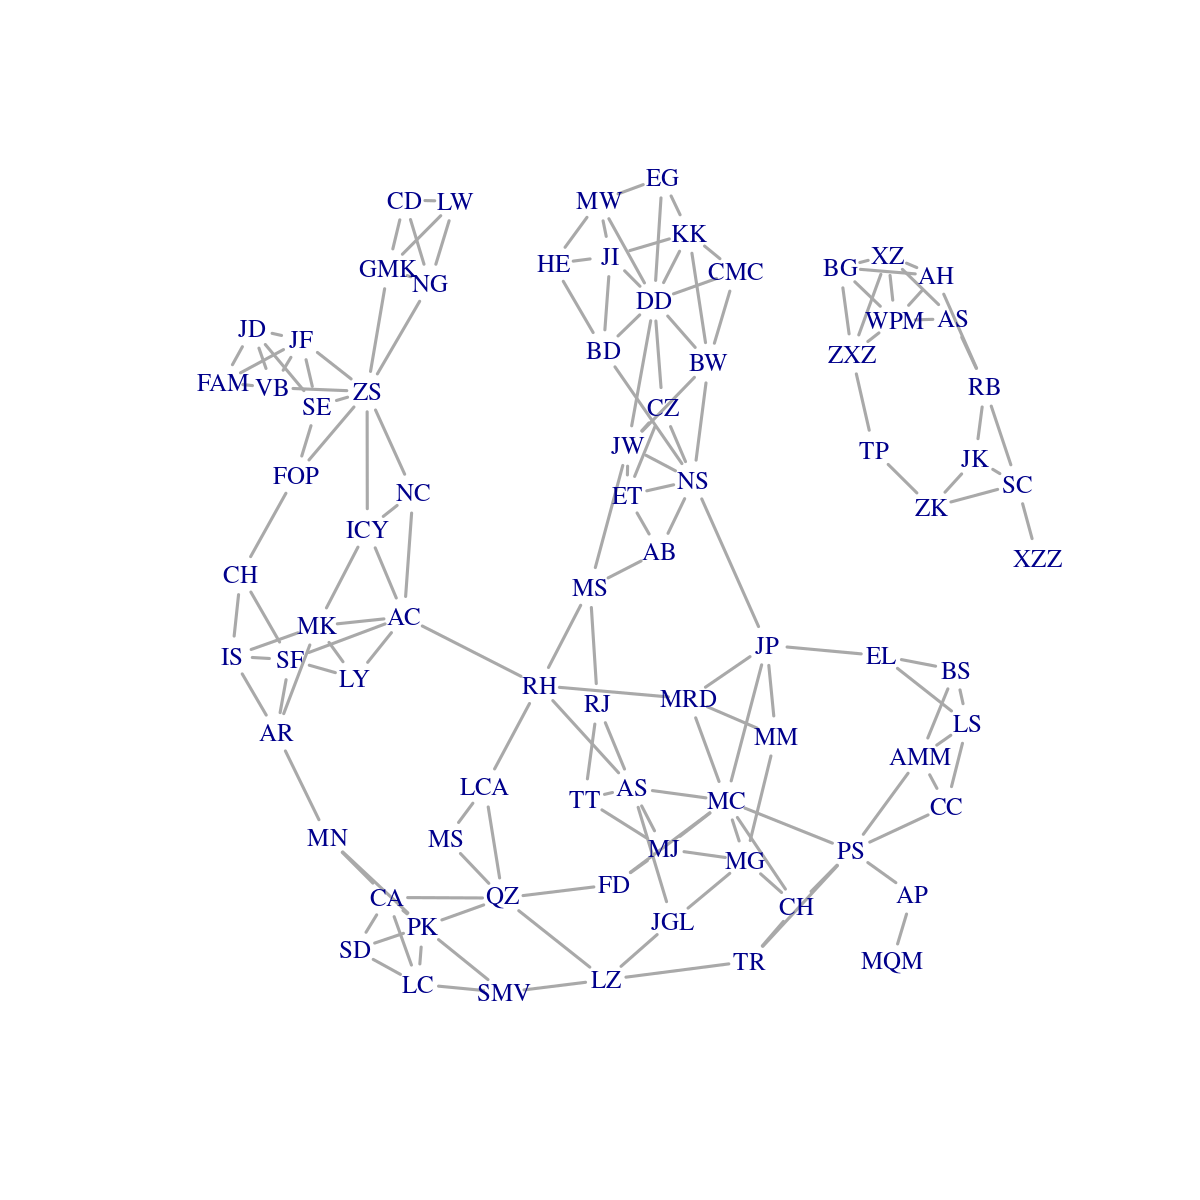 EG
CD
LW
MW
KK
XZ
HE
JI
BG
GMK
CMC
AH
NG
DD
WPM
AS
JD
JF
BD
ZXZ
BW
FAM
VB
ZS
RB
SE
CZ
JW
TP
JK
FOP
NS
SC
NC
ET
ZK
ICY
AB
XZZ
CH
MS
MK
AC
JP
IS
SF
EL
LY
BS
RH
MRD
RJ
LS
AR
MM
AMM
LCA
AS
TT
MC
CC
MN
MS
MJ
PS
MG
FD
CA
QZ
AP
CH
PK
JGL
SD
TR
MQM
LC
LZ
SMV